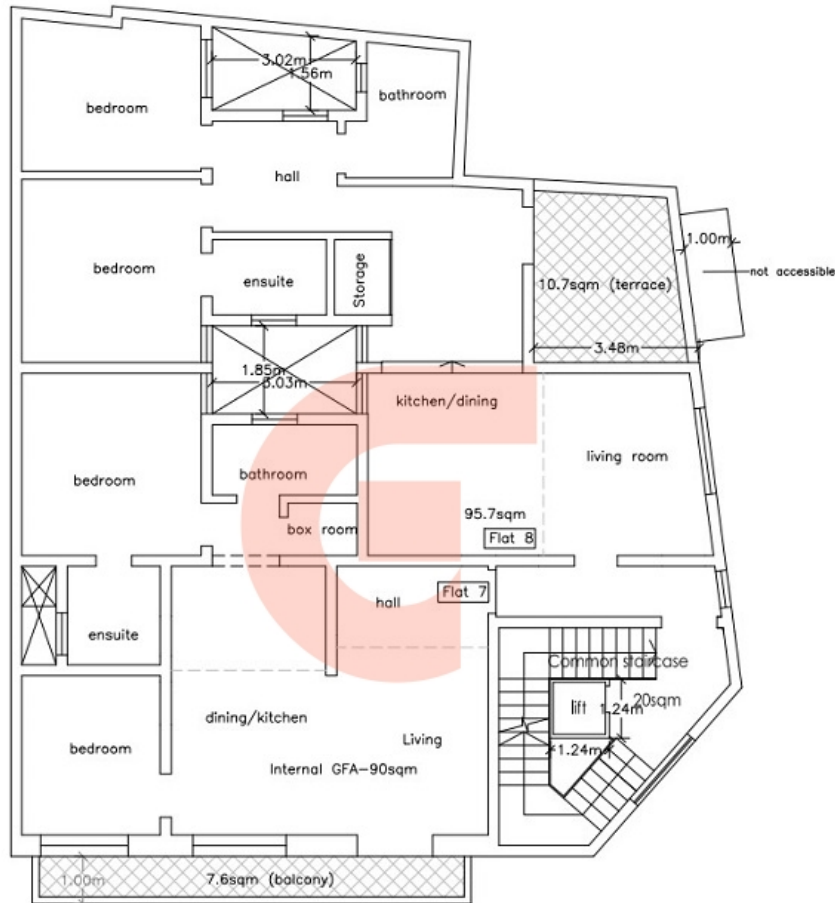 3.02m
1.56m
bedroom
bathroom
hall
1.00m
not accessible
bedroom
ensuite
Storage
10.7sqm (terrace)
3.48m
1.85m
3.03m
kitchen/dining
living room
bedroom
bathroom
95.7sqm
box room
Flat 8
Flat 7
hall
ensuite
Common staircase
20sqm
lift
1.24m
dining/kitchen
Living
bedroom
1.24m
Internal GFA-90sqm
1.00m
7.6sqm (balcony)
G